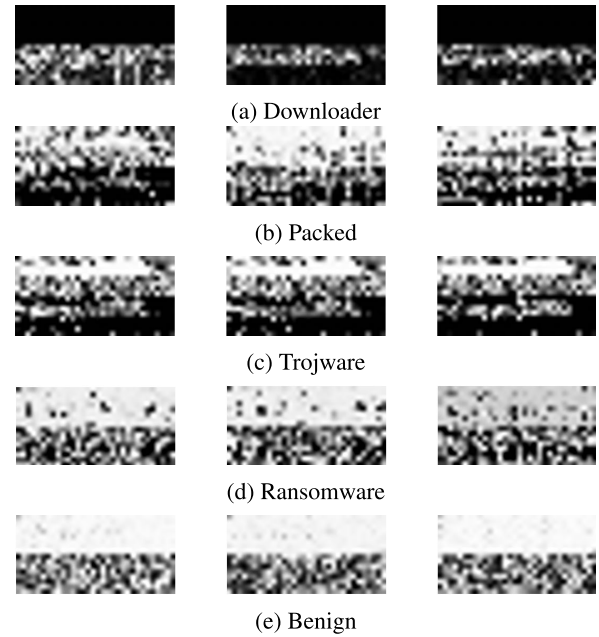 (a) Downloader
(b) Packed
(c) Trojware
(d) Ransomware
(e) Benign